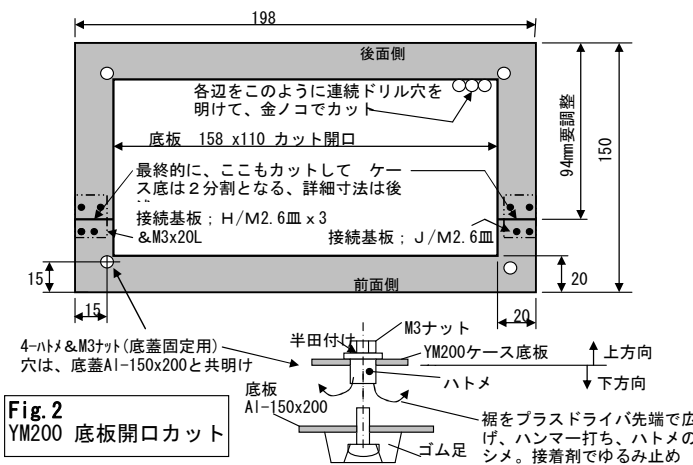 198
後面側
各辺をこのように連続ドリル穴を
明けて、金ノコでカット
底板 158 x110 カット開口
最終的に、ここもカットして ケー
ス底は２分割となる、詳細寸法は後
接続基板；Ｈ/M2.6皿ｘ3
&M3x20L
接続基板；Ｊ/M2.6皿
94mm要調整
150
15
15
前面側
20
20
4-ﾊﾄﾒ&M3ﾅｯﾄ(底蓋固定用)
穴は、底蓋Al-150x200と共明け
半田付け
M3ナット
YM200ケース底板
ハトメ
上方向
下方向
底板
Al-150x200
ゴム足
裾をプラスドライバ先端で広
げ、ハンマー打ち、ハトメの
シメ。接着剤でゆるみ止め
Fig.2
YM200 底板開口カット